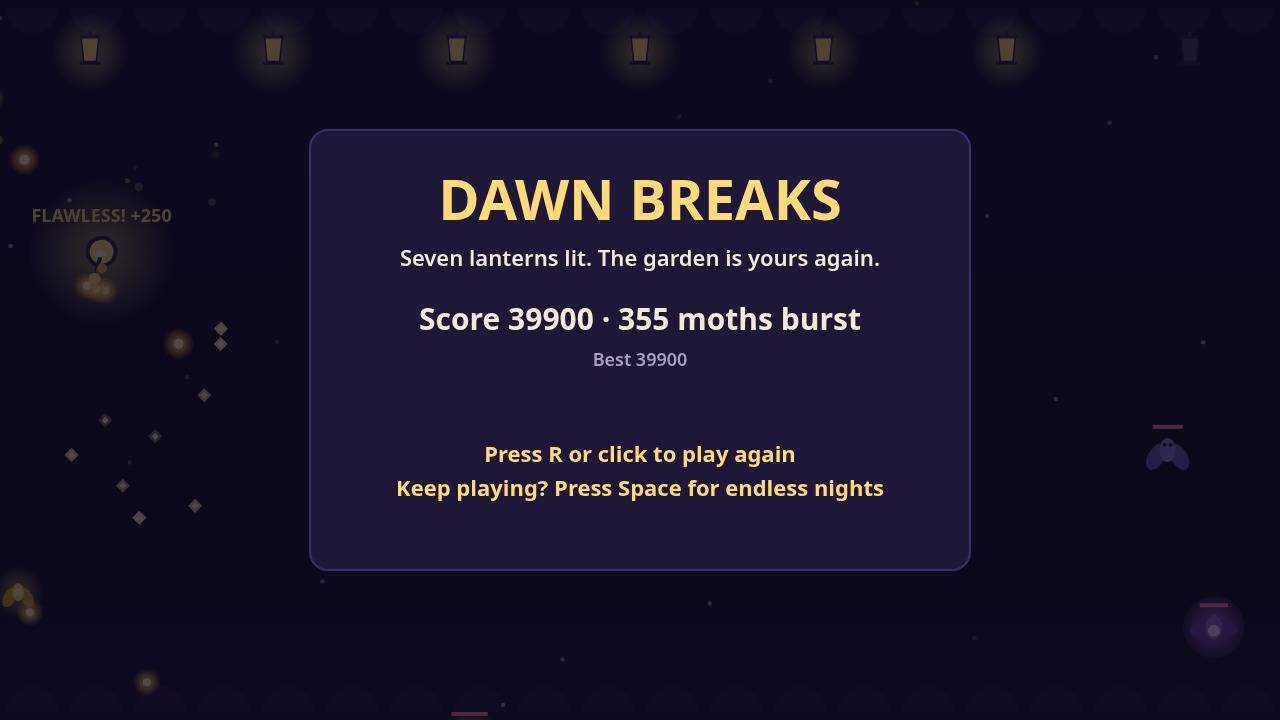 FLAWLESS! +250
DAWN BREAKS
Seven lanterns lit. The garden is yours again.
Score 39900 · 355 moths burst
Best 39900
Press R or click to play again
Keep playing? Press Space for endless nights